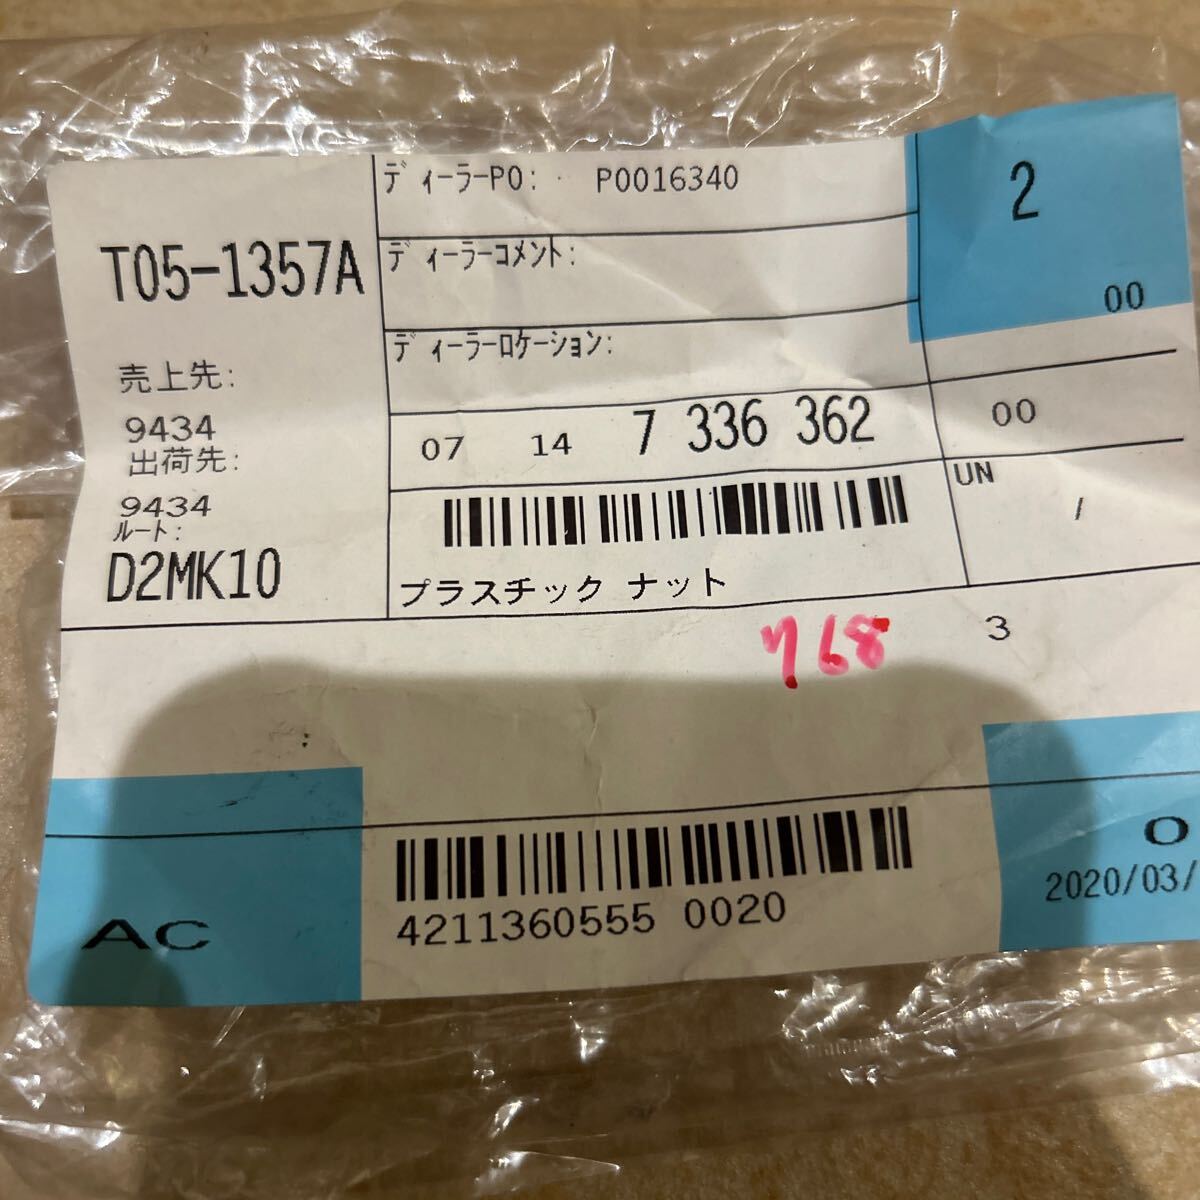 T05-1357A
売上先:
9434
出荷先:
9434
ルート:
D2MK10
ディーラーPO: P0016340
ディーラーコメント:
ディーラーロケーション:
07 14 7 336 362
プラスチック ナット
2
00
00
UN
/
768
3
AC
4211360555 0020
0
2020/03/